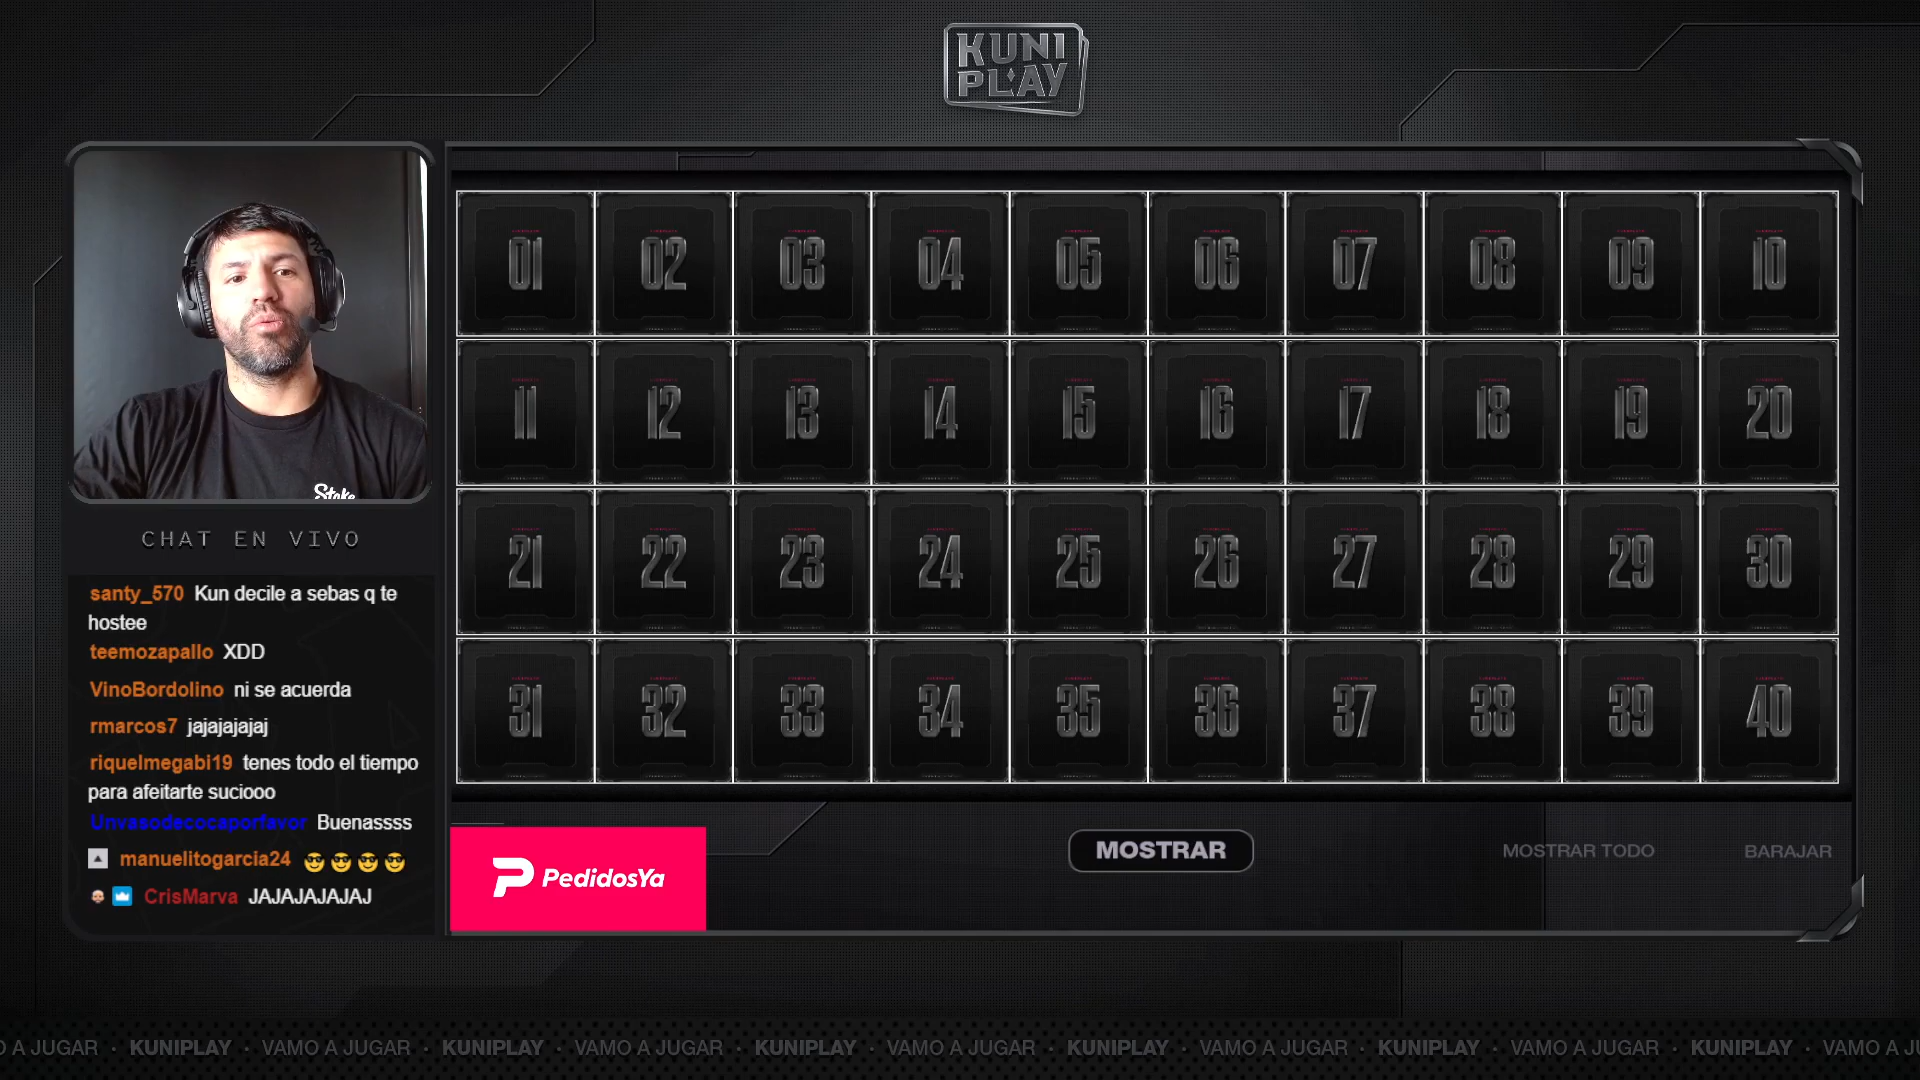 KUNI
PLAY
01 02 03 04 05 06 07 08 09 10
11 12 13 14 15 16 17 18 19 20
21 22 23 24 25 26 27 28 29 30
31 32 33 34 35 36 37 38 39 40
Stake
CHAT EN VIVO
santy_570 Kun decile a sebas q te
hostee
teemozapallo XDD
VinoBordolino ni se acuerda
rmarcos7 jajajajajaj
riquelmegabi19 tenes todo el tiempo
para afeitarte suciooo
Unvasodecocaporfavor Buenassss
manuelitogarcia24 😎 😎 😎 😎
CrisMarva JAJAJAJAJAJ
PedidosYa
MOSTRAR
MOSTRAR TODO
BARAJAR
O A JUGAR · KUNIPLAY · VAMO A JUGAR · KUNIPLAY · VAMO A JUGAR · KUNIPLAY · VAMO A JUGAR · KUNIPLAY · VAMO A JUGAR · KUNIPLAY · VAMO A JUGAR · KUNIPLAY · VAMO A JU